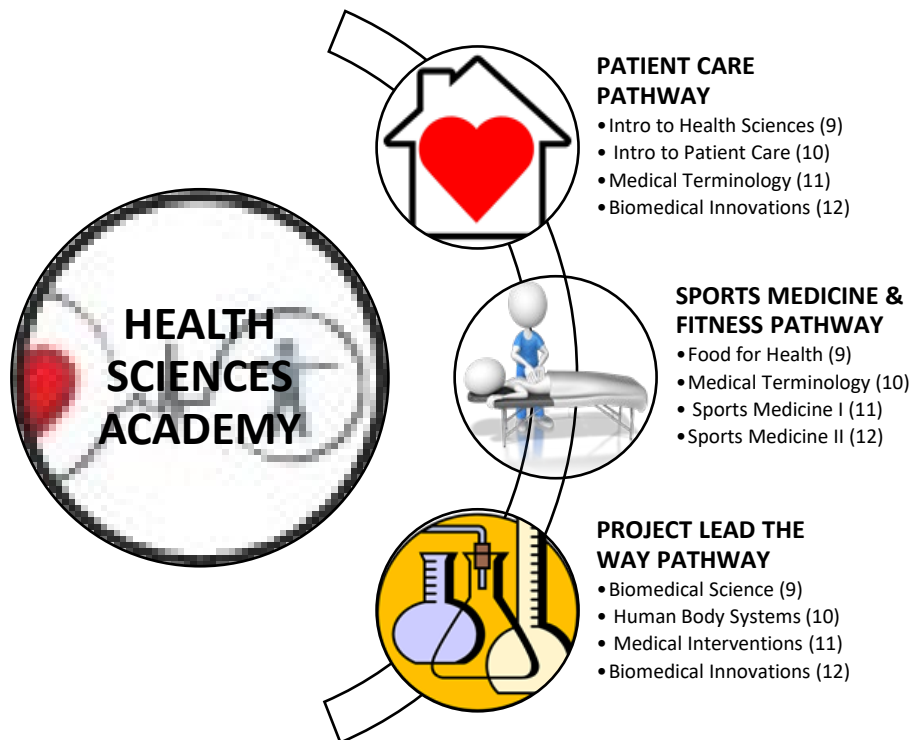 HEALTH
SCIENCES
ACADEMY
PATIENT CARE
PATHWAY
•Intro to Health Sciences (9)
• Intro to Patient Care (10)
•Medical Terminology (11)
•Biomedical Innovations (12)
SPORTS MEDICINE &
FITNESS PATHWAY
•Food for Health (9)
•Medical Terminology (10)
• Sports Medicine I (11)
•Sports Medicine II (12)
PROJECT LEAD THE
WAY PATHWAY
•Biomedical Science (9)
• Human Body Systems (10)
•Medical Interventions (11)
•Biomedical Innovations (12)